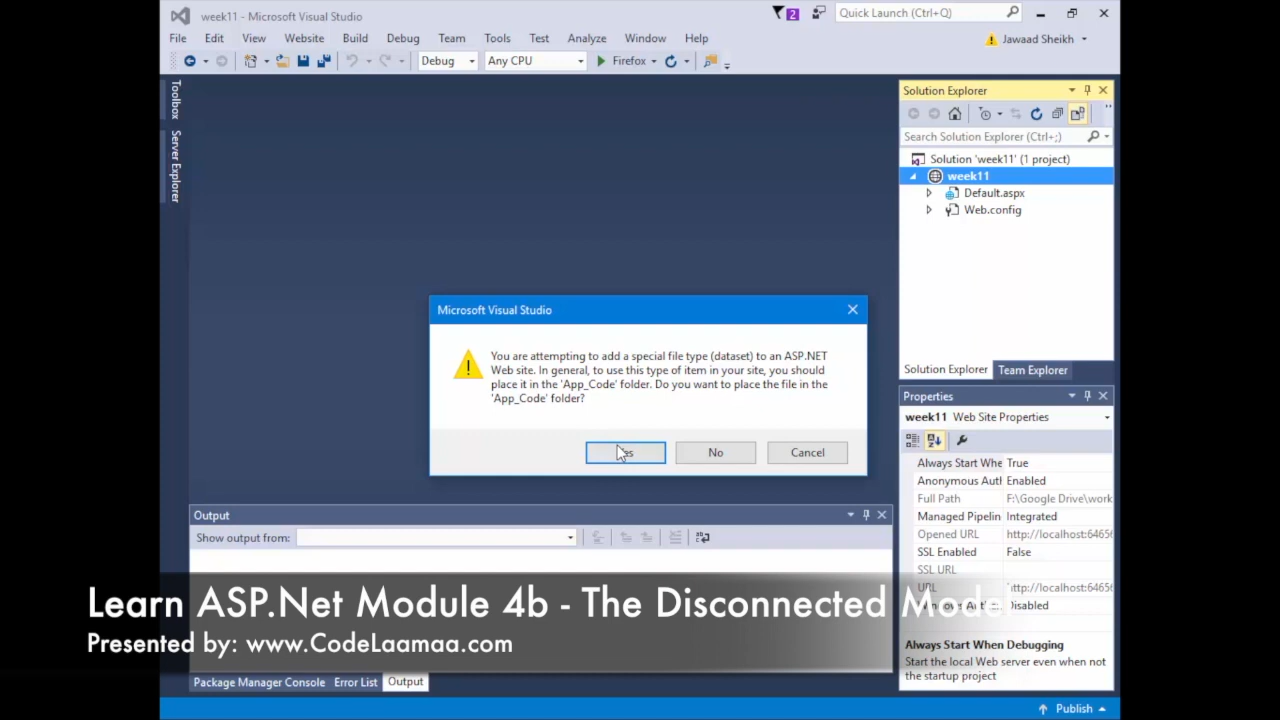 week11 - Microsoft Visual Studio
2
Quick Launch (Ctrl+Q)
File Edit View Website Build Debug Team Tools Test Analyze Window Help
Jawaad Sheikh
Debug Any CPU Firefox
Toolbox
Server Explorer
Solution Explorer
Search Solution Explorer (Ctrl+;)
Solution 'week11' (1 project)
week11
Default.aspx
Web.config
Microsoft Visual Studio
You are attempting to add a special file type (dataset) to an ASP.NET
Web site. In general, to use this type of item in your site, you should
place it in the 'App_Code' folder. Do you want to place the file in the
'App_Code' folder?
No Cancel
Solution Explorer Team Explorer
Properties
week11 Web Site Properties
Always Start Whe True
Anonymous Auth Enabled
Full Path F:\Google Drive\work
Managed Pipelin Integrated
Opened URL http://localhost:6465
SSL Enabled False
SSL URL
URL http://localhost:6465
Disabled
Always Start When Debugging
Start the local Web server even when not
the startup project
Output
Show output from:
Learn ASP.Net Module 4b - The Disconnected Model
Presented by: www.CodeLaamaa.com
Package Manager Console Error List Output
Publish